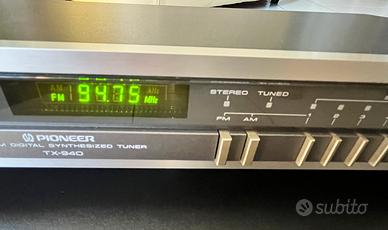 AM
FM 94.75 MHz
STEREO TUNED
FM AM 1 2 3
PIONEER
M DIGITAL SYNTHESIZED TUNER
TX-940
subito